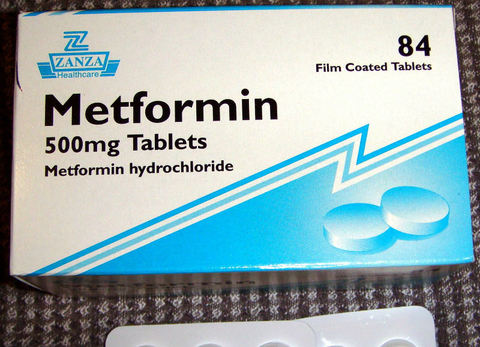 ZANZA
Healthcare
84
Film Coated Tablets
Metformin
500mg Tablets
Metformin hydrochloride